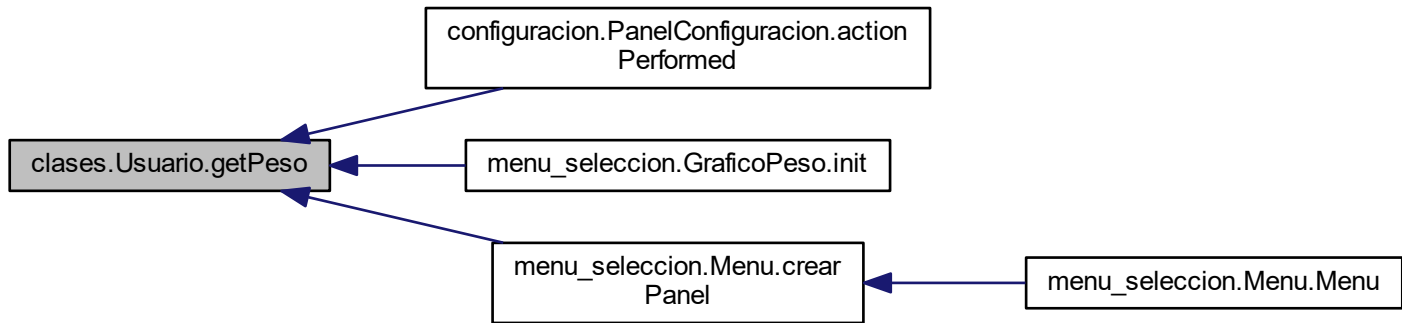 configuracion.PanelConfiguracion.action
Performed
clases.Usuario.getPeso
menu_seleccion.GraficoPeso.init
menu_seleccion.Menu.crear
Panel
menu_seleccion.Menu.Menu